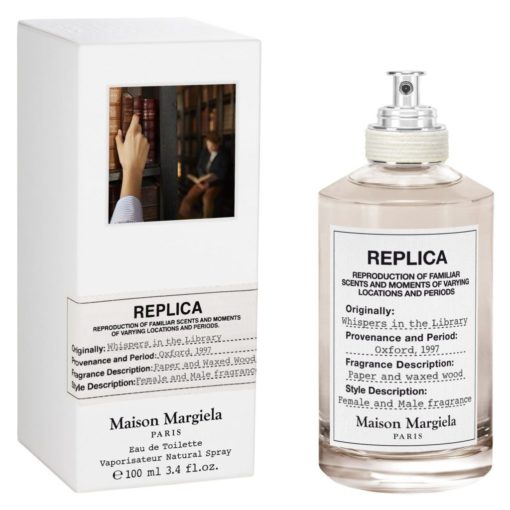 REPLICA
REPRODUCTION OF FAMILIAR SCENTS AND MOMENTS
OF VARYING LOCATIONS AND PERIODS.
Originally: Whispers in the Library
Provenance and Period: Oxford, 1997
Fragrance Description: Paper and Waxed Wood
Style Description: Female and Male fragrance
Maison Margiela
PARIS
Eau de Toilette
Vaporisateur Natural Spray
℮ 100 ml 3.4 fl.oz.
REPLICA
REPRODUCTION OF FAMILIAR
SCENTS AND MOMENTS OF VARYING
LOCATIONS AND PERIODS
Originally:
Whispers in the Library
Provenance and Period:
Oxford, 1997
Fragrance Description:
Paper and waxed wood
Style Description:
Female and Male fragrance
Maison Margiela
PARIS